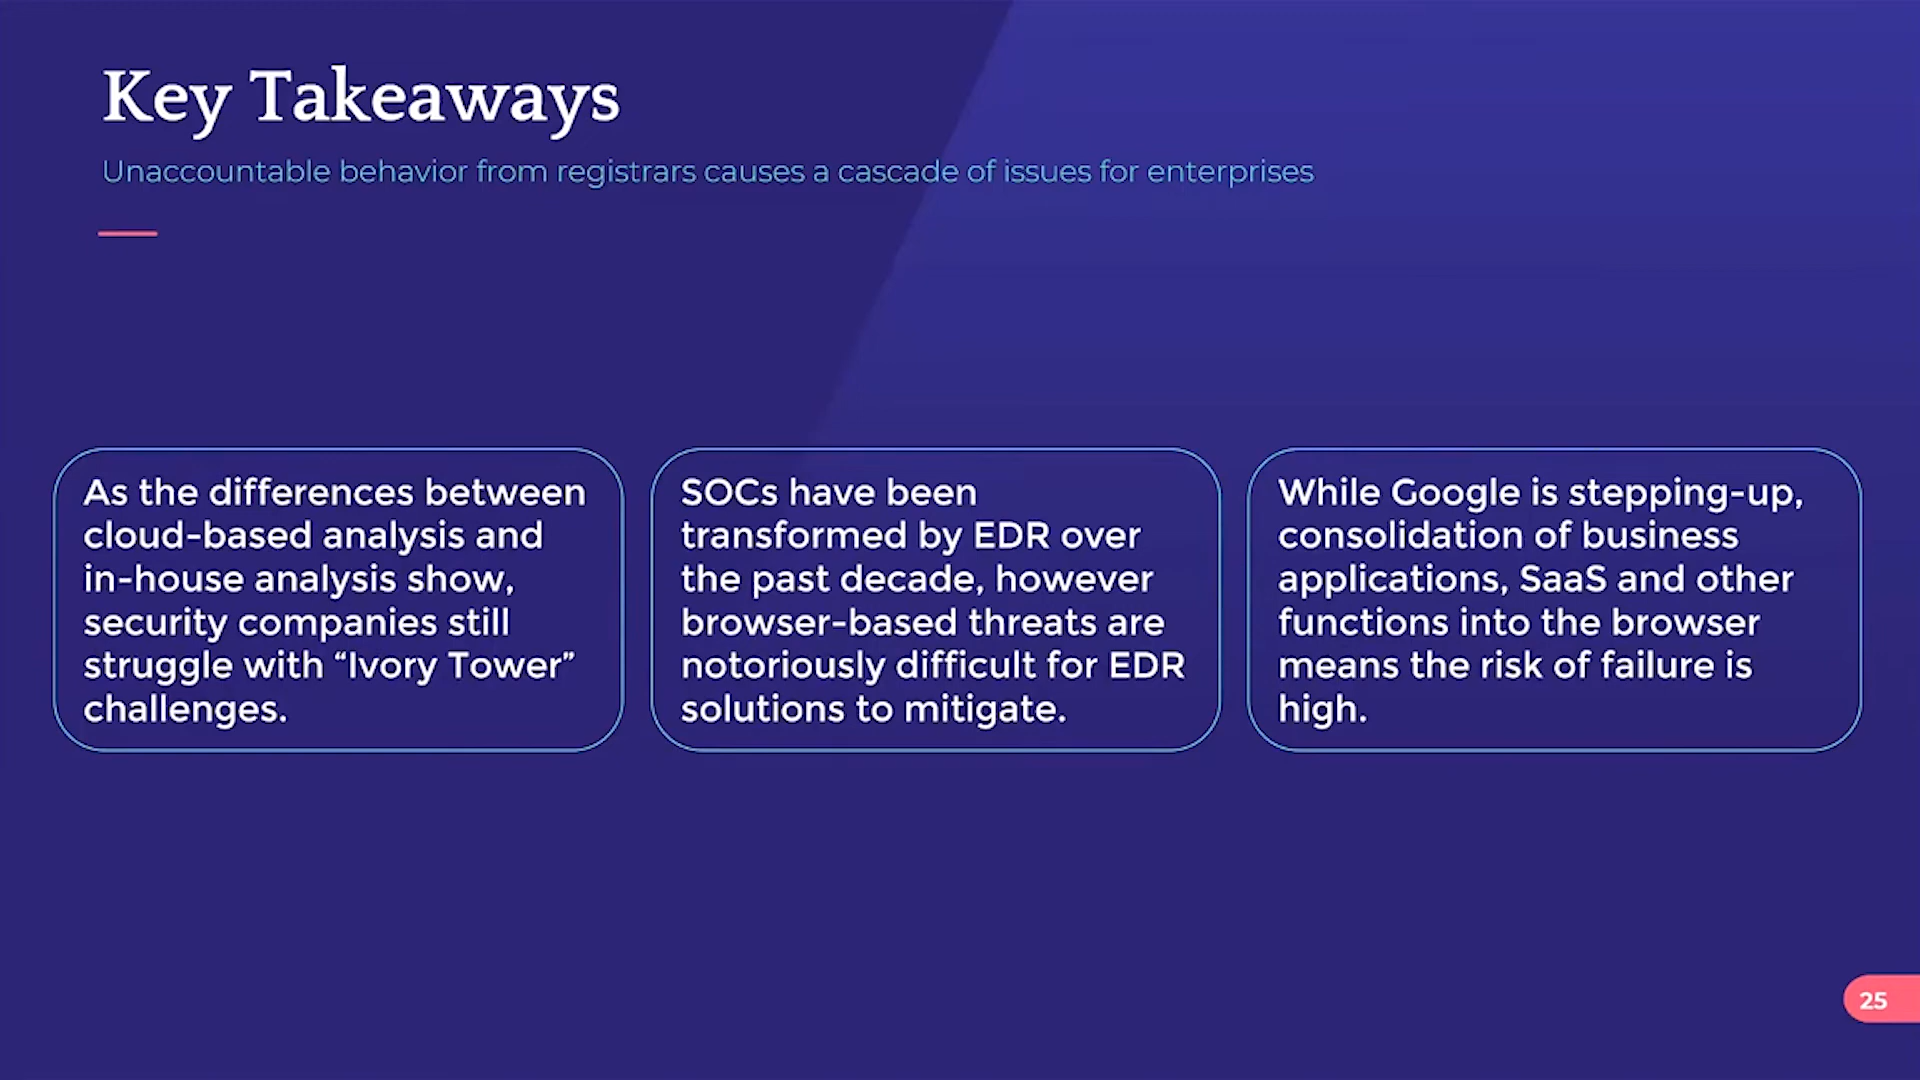 Key Takeaways
Unaccountable behavior from registrars causes a cascade of issues for enterprises
As the differences between
cloud-based analysis and
in-house analysis show,
security companies still
struggle with “Ivory Tower”
challenges.
SOCs have been
transformed by EDR over
the past decade, however
browser-based threats are
notoriously difficult for EDR
solutions to mitigate.
While Google is stepping-up,
consolidation of business
applications, SaaS and other
functions into the browser
means the risk of failure is
high.
25